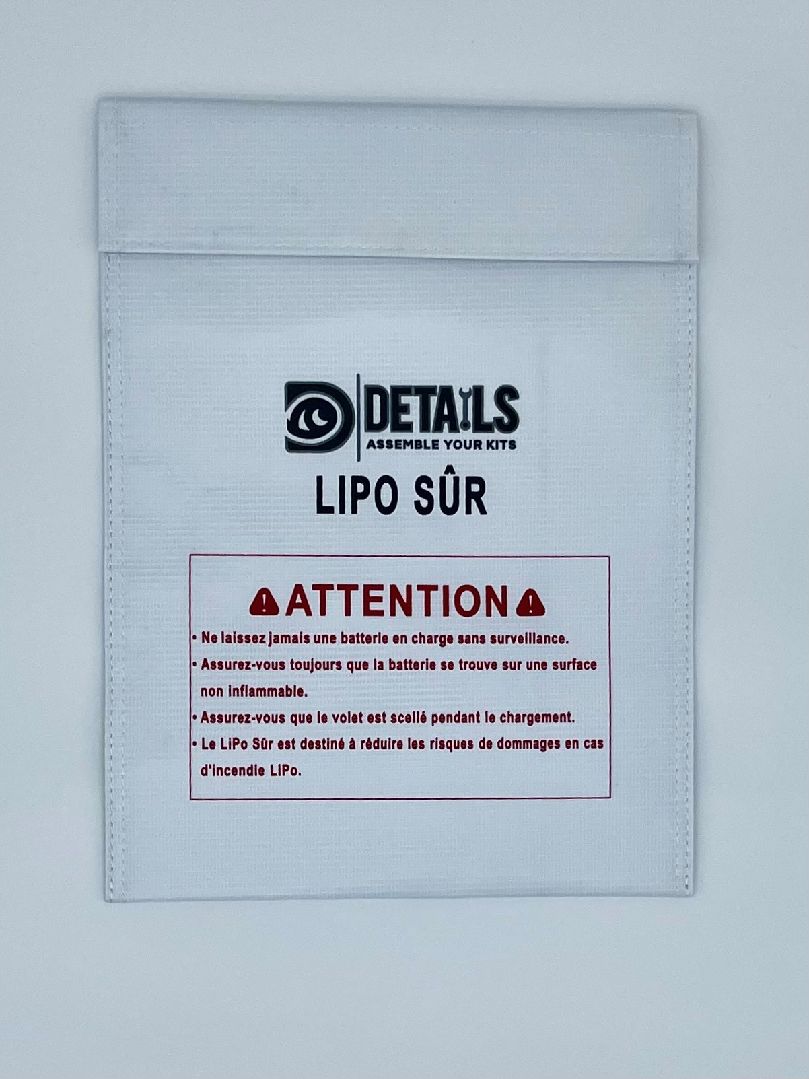 DETAILS
ASSEMBLE YOUR KITS
LIPO SÛR
ATTENTION
• Ne laissez jamais une batterie en charge sans surveillance.
• Assurez-vous toujours que la batterie se trouve sur une surface
non inflammable.
• Assurez-vous que le volet est scellé pendant le chargement.
• Le LiPo Sûr est destiné à réduire les risques de dommages en cas
d'incendie LiPo.